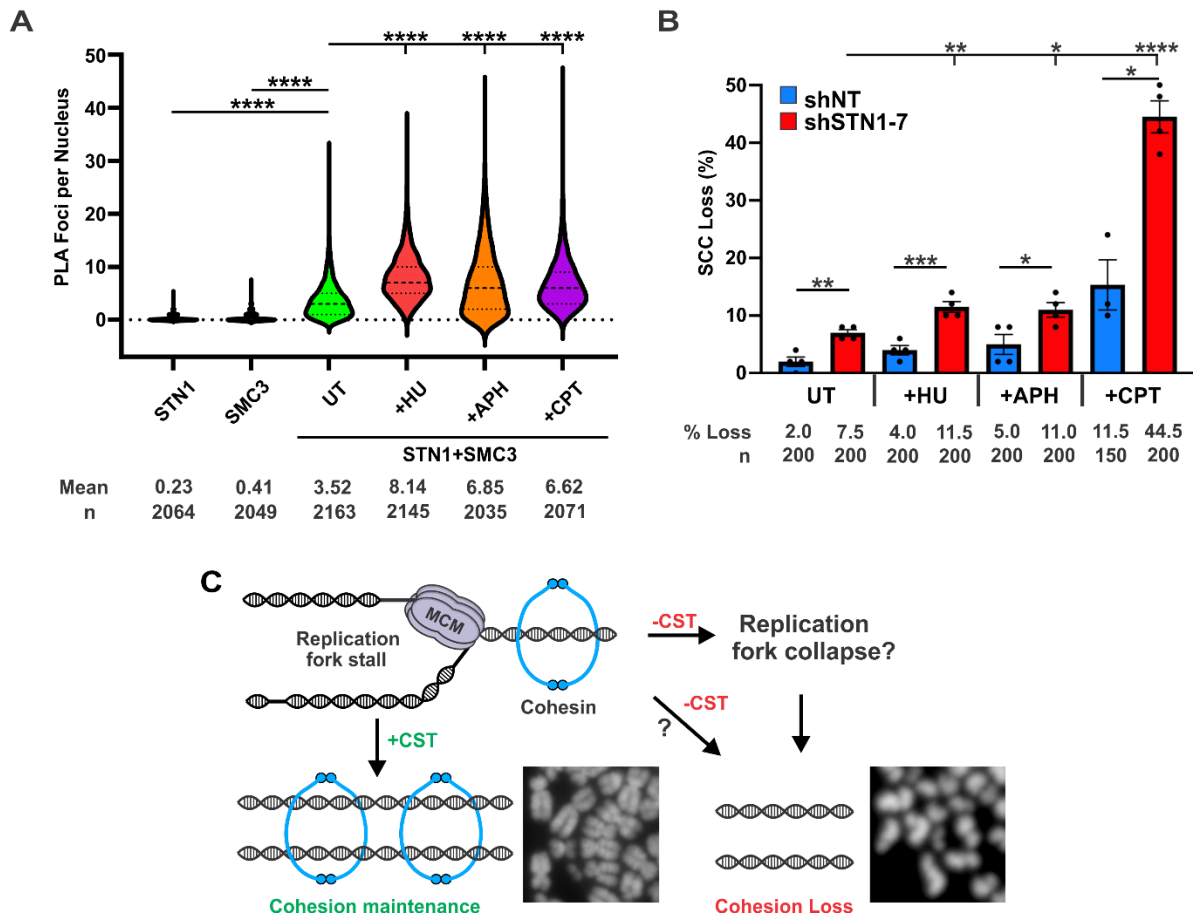 A
PLA Foci per Nucleus
50
40
30
20
10
0
**** **** ****
****
****
STN1 SMC3 UT +HU +APH +CPT
STN1+SMC3
Mean 0.23 0.41 3.52 8.14 6.85 6.62
n 2064 2049 2163 2145 2035 2071
B
SCC Loss (%)
50
40
30
20
10
0
** * ****
*
shNT
shSTN1-7
** *** *
UT +HU +APH +CPT
% Loss 2.0 7.5 4.0 11.5 5.0 11.0 11.5 44.5
n 200 200 200 200 200 200 150 200
C
MCM
Replication
fork stall
Cohesin
-CST
Replication
fork collapse?
-CST
?
+CST
Cohesion maintenance
Cohesion Loss